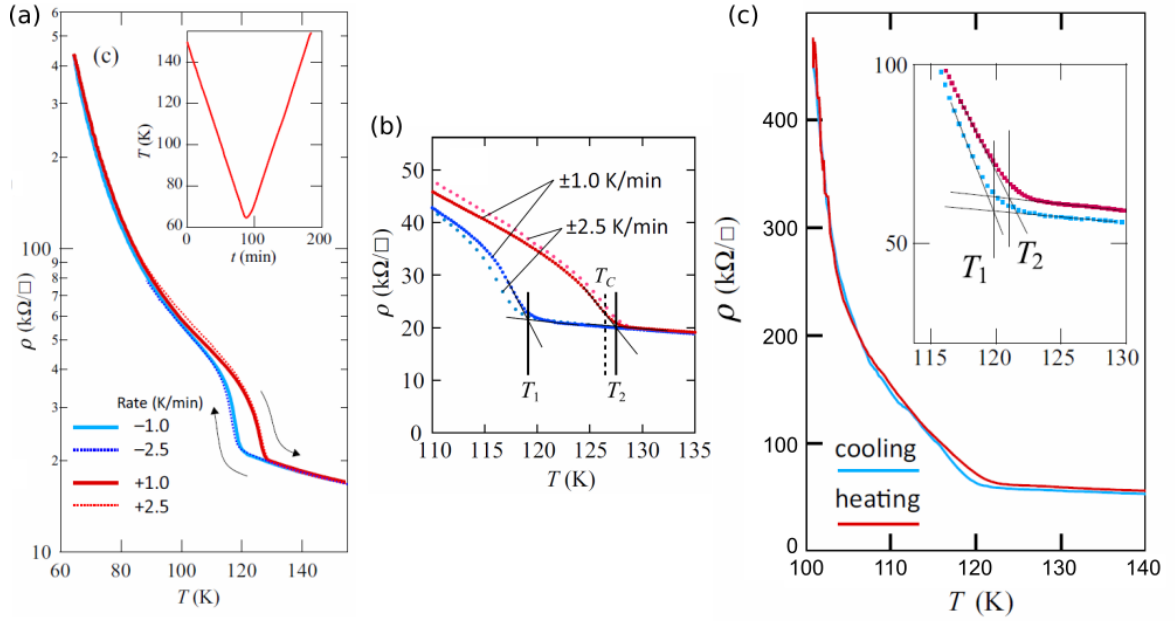 (a)
6
5
4
3
2
100
9
8
7
6
5
4
3
2
10
60
80
100
120
140
T (K)
ρ (kΩ/□)
(c)
140
120
100
80
60
T (K)
0
100
200
t (min)
Rate (K/min)
−1.0
−2.5
+1.0
+2.5
(b)
50
40
30
20
10
0
ρ (kΩ/□)
±1.0 K/min
±2.5 K/min
T_C
T_1
T_2
110
115
120
125
130
135
T (K)
(c)
400
300
200
100
0
ρ (kΩ/□)
100
50
T_1
T_2
115
120
125
130
cooling
heating
100
110
120
130
140
T (K)